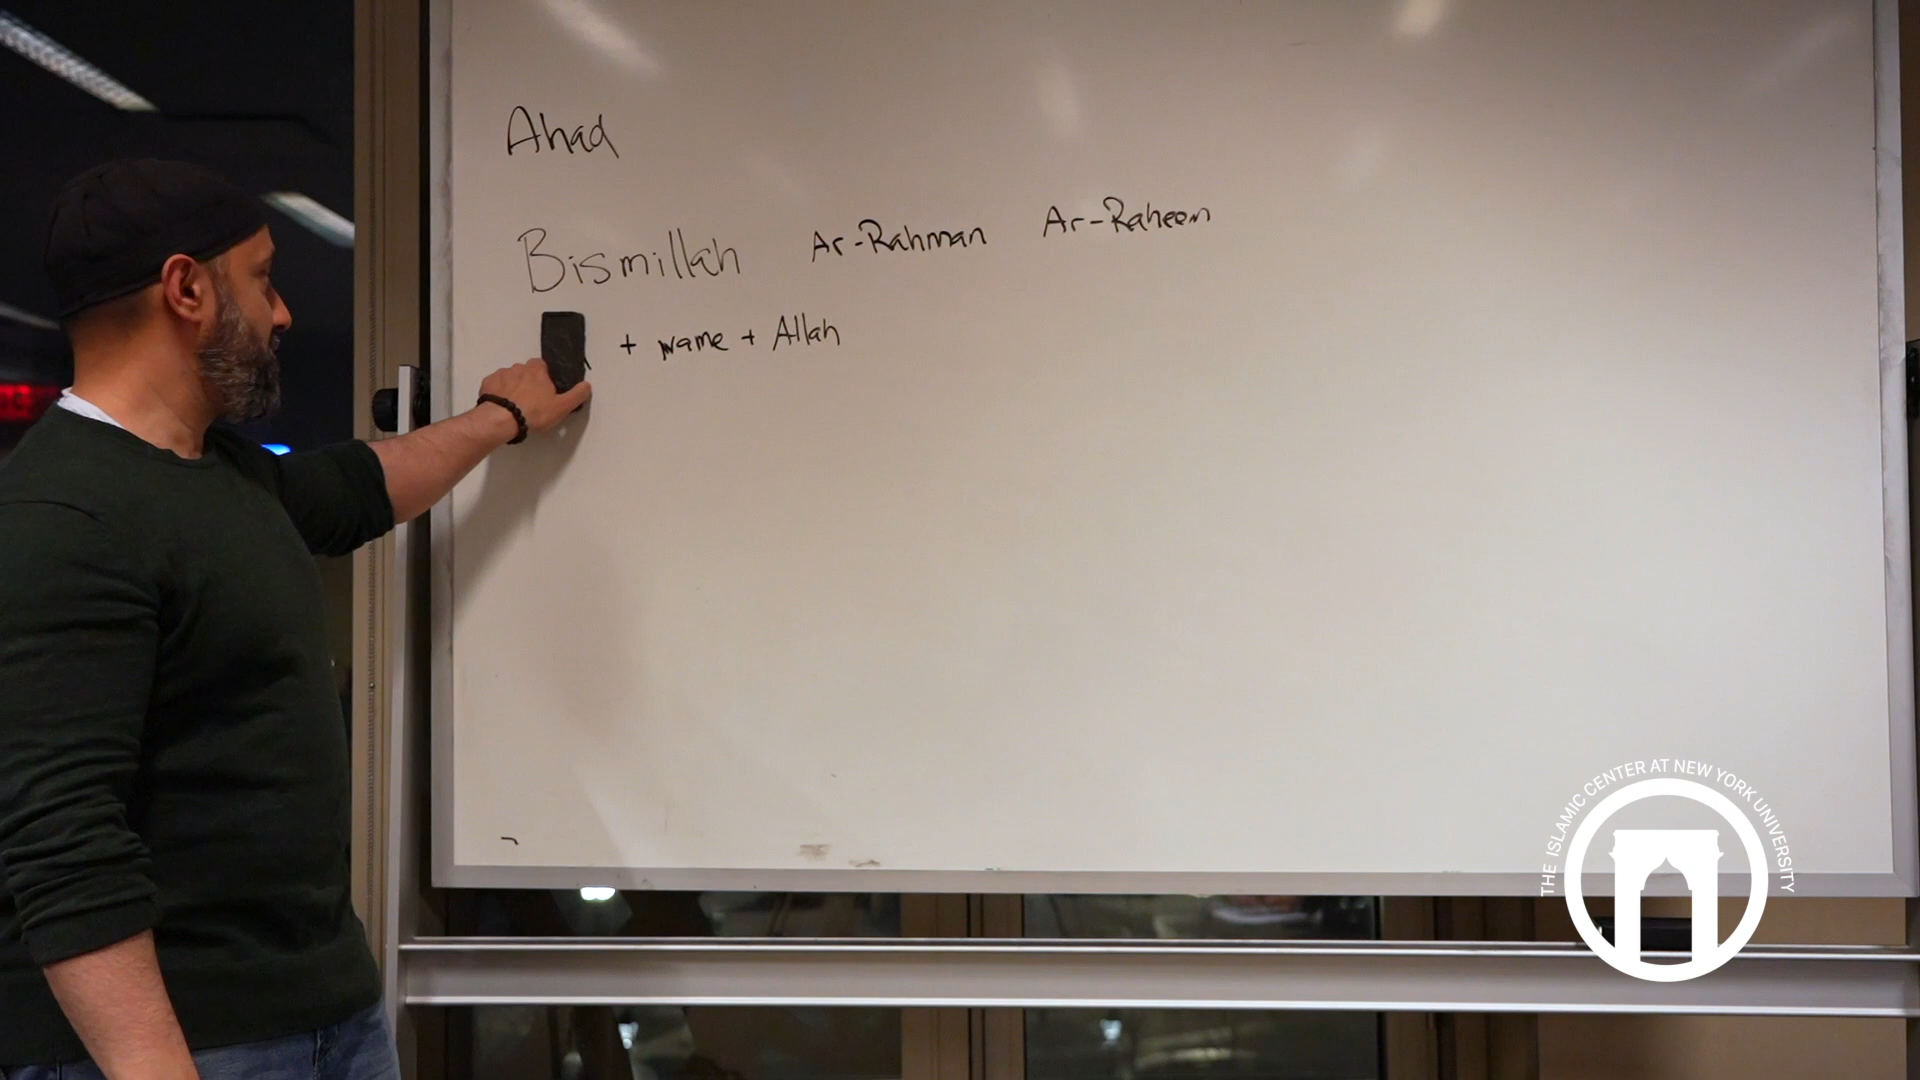 Ahad
Bismillah Ar-Rahman Ar-Raheem
+ name + Allah
THE ISLAMIC CENTER AT NEW YORK UNIVERSITY